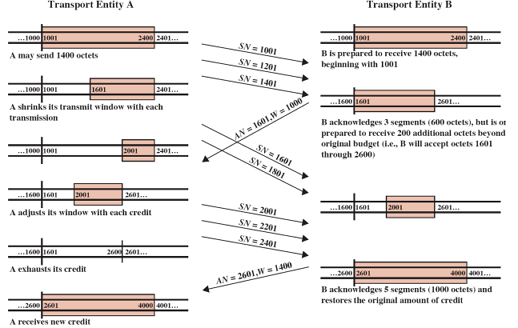 Transport Entity A
Transport Entity B
...1000 1001 2400 2401...
A may send 1400 octets
SN = 1001
SN = 1201
SN = 1401
...1000 1001 2400 2401...
B is prepared to receive 1400 octets,
beginning with 1001
...1000 1001 1601 2401...
A shrinks its transmit window with each
transmission
AN = 1601,W = 1000
...1600 1601 2601...
B acknowledges 3 segments (600 octets), but is on
prepared to receive 200 additional octets beyond
original budget (i.e., B will accept octets 1601
through 2600)
...1000 1001 2001 2401...
SN = 1601
SN = 1801
...1600 1601 2001 2601...
A adjusts its window with each credit
SN = 2001
SN = 2201
SN = 2401
...1600 1601 2001 2601...
...1600 1601 2600 2601...
A exhausts its credit
AN = 2601,W = 1400
...2600 2601 4000 4001...
B acknowledges 5 segments (1000 octets) and
restores the original amount of credit
...2600 2601 4000 4001...
A receives new credit